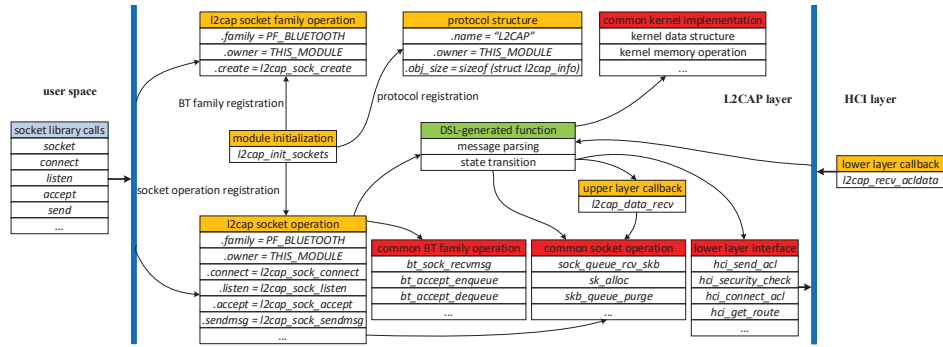 l2cap socket family operation
.family = PF_BLUETOOTH
.owner = THIS_MODULE
.create = l2cap_sock_create
protocol structure
.name = “L2CAP”
.owner = THIS_MODULE
.obj_size = sizeof (struct l2cap_info)
common kernel implementation
kernel data structure
kernel memory operation
...
user space
BT family registration
protocol registration
L2CAP layer
HCI layer
socket library calls
socket
connect
listen
accept
send
...
module initialization
l2cap_init_sockets
DSL-generated function
message parsing
state transition
lower layer callback
l2cap_recv_acldata
socket operation registration
upper layer callback
l2cap_data_recv
l2cap socket operation
.family = PF_BLUETOOTH
.owner = THIS_MODULE
.connect = l2cap_sock_connect
.listen = l2cap_sock_listen
.accept = l2cap_sock_accept
.sendmsg = l2cap_sock_sendmsg
...
common BT family operation
bt_sock_recvmsg
bt_accept_enqueue
bt_accept_dequeue
...
common socket operation
sock_queue_rcv_skb
sk_alloc
skb_queue_purge
...
lower layer interface
hci_send_acl
hci_security_check
hci_connect_acl
hci_get_route
...